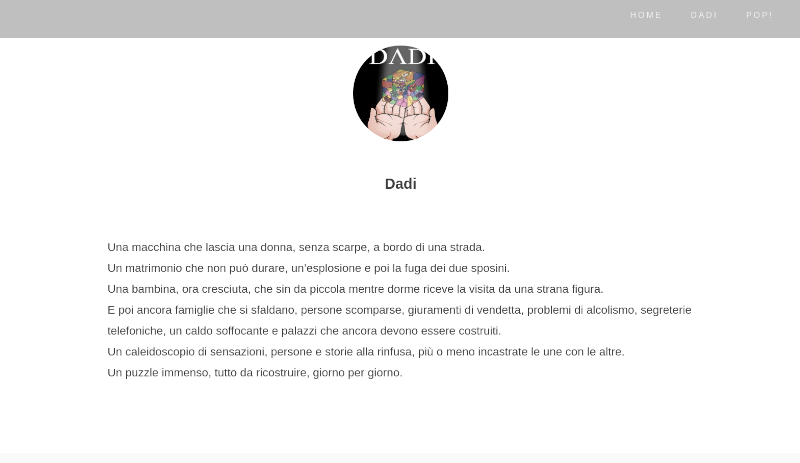 HOME DADI POP!
DADI
Dadi
Una macchina che lascia una donna, senza scarpe, a bordo di una strada.
Un matrimonio che non può durare, un'esplosione e poi la fuga dei due sposini.
Una bambina, ora cresciuta, che sin da piccola mentre dorme riceve la visita da una strana figura.
E poi ancora famiglie che si sfaldano, persone scomparse, giuramenti di vendetta, problemi di alcolismo, segreterie
telefoniche, un caldo soffocante e palazzi che ancora devono essere costruiti.
Un caleidoscopio di sensazioni, persone e storie alla rinfusa, più o meno incastrate le une con le altre.
Un puzzle immenso, tutto da ricostruire, giorno per giorno.